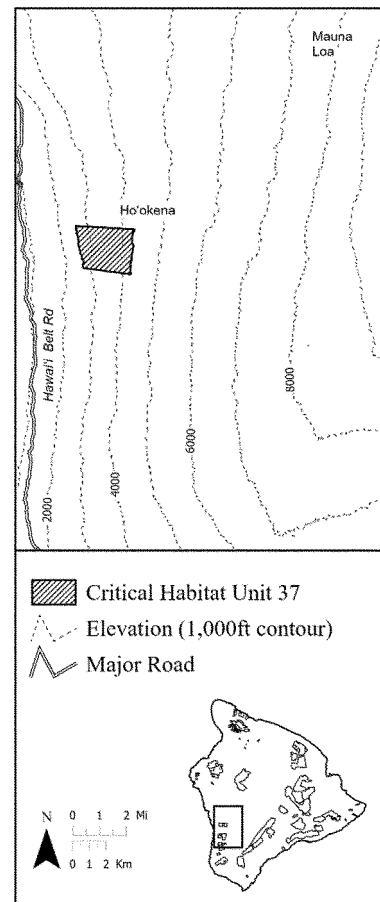 Mauna
Loa
Ho'okena
Hawai'i Belt Rd
8000
6000
4000
2000
Critical Habitat Unit 37
Elevation (1,000ft contour)
Major Road
N
0 1 2 Mi
0 1 2 Km